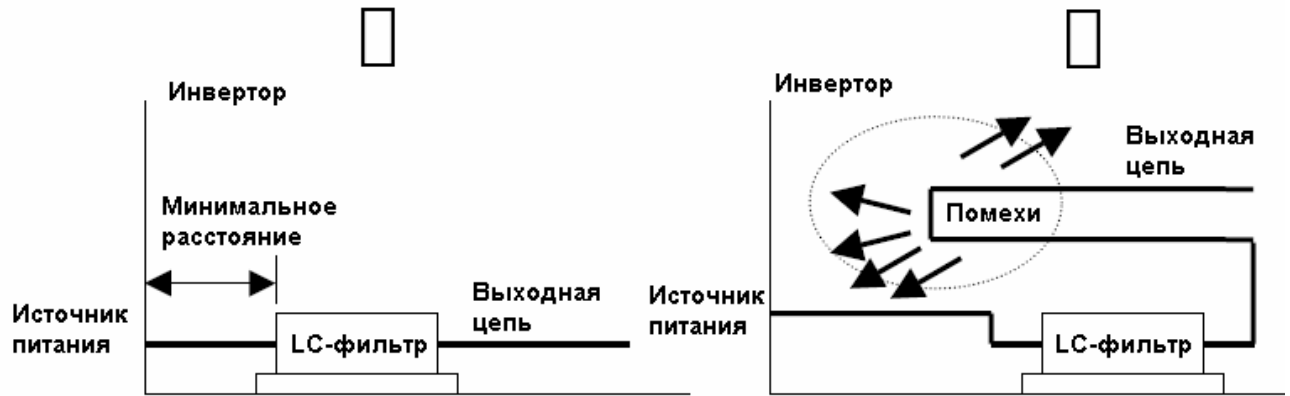 Инвертор
Минимальное
расстояние
Источник
питания
LC-фильтр
Выходная
цепь
Инвертор
Выходная
цепь
Помехи
Источник
питания
LC-фильтр